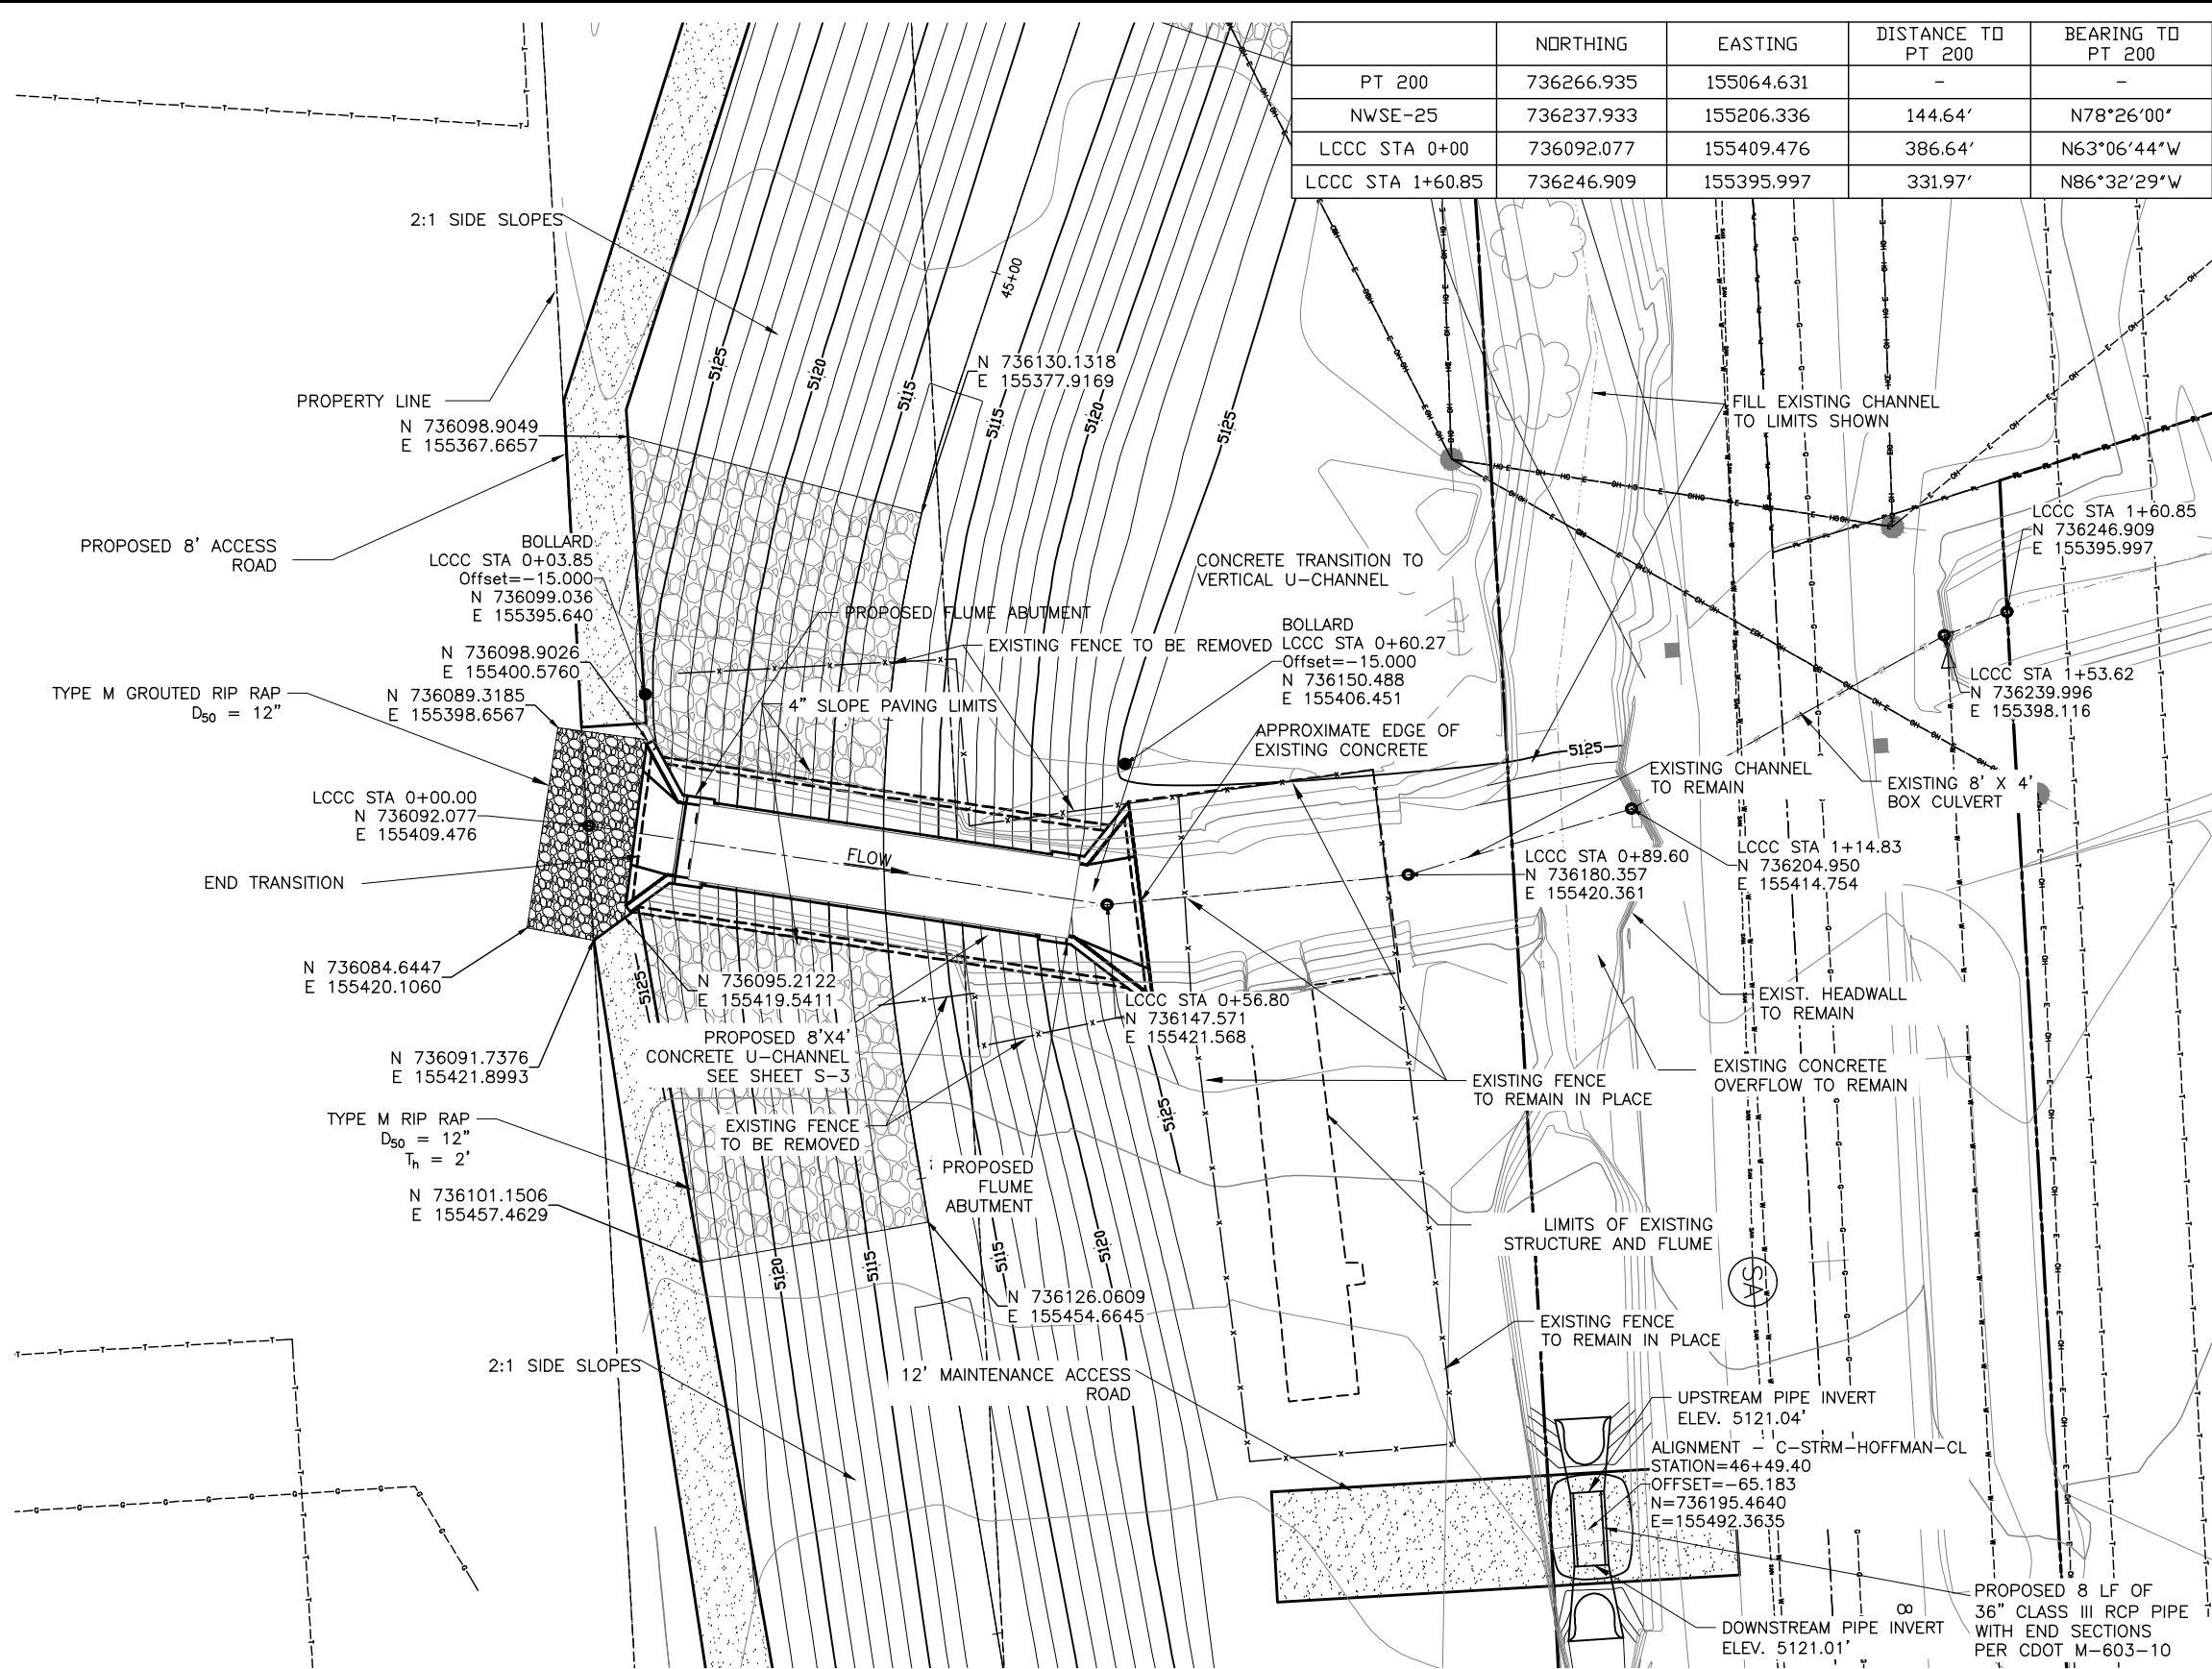 NORTHING EASTING DISTANCE TO PT 200 BEARING TO PT 200
PT 200 736266.935 155064.631 - -
NWSE-25 736237.933 155206.336 144.64' N78°26'00"
LCCC STA 0+00 736092.077 155409.476 386.64' N63°06'44"W
LCCC STA 1+60.85 736246.909 155395.997 331.97' N86°32'29"W
2:1 SIDE SLOPES
45+00
5125
5120
5115
5115
5120
5125
N 736130.1318
E 155377.9169
PROPERTY LINE
N 736098.9049
E 155367.6657
FILL EXISTING CHANNEL
TO LIMITS SHOWN
PROPOSED 8' ACCESS
ROAD
BOLLARD
LCCC STA 0+03.85
Offset=-15.000
N 736099.036
E 155395.640
LCCC STA 1+60.85
N 736246.909
E 155395.997
CONCRETE TRANSITION TO
VERTICAL U-CHANNEL
PROPOSED FLUME ABUTMENT
EXISTING FENCE TO BE REMOVED
BOLLARD
LCCC STA 0+60.27
Offset=-15.000
N 736150.488
E 155406.451
N 736098.9026
E 155400.5760
TYPE M GROUTED RIP RAP
D50 = 12"
N 736089.3185
E 155398.6567
4" SLOPE PAVING LIMITS
APPROXIMATE EDGE OF
EXISTING CONCRETE
LCCC STA 1+53.62
N 736239.996
E 155398.116
5125
EXISTING CHANNEL
TO REMAIN
EXISTING 8' X 4'
BOX CULVERT
LCCC STA 0+00.00
N 736092.077
E 155409.476
FLOW
END TRANSITION
LCCC STA 0+89.60
N 736180.357
E 155420.361
LCCC STA 1+14.83
N 736204.950
E 155414.754
N 736084.6447
E 155420.1060
5125
N 736095.2122
E 155419.5411
LCCC STA 0+56.80
N 736147.571
E 155421.568
EXIST. HEADWALL
TO REMAIN
N 736091.7376
E 155421.8993
PROPOSED 8'X4'
CONCRETE U-CHANNEL
SEE SHEET S-3
EXISTING FENCE
TO REMAIN IN PLACE
EXISTING CONCRETE
OVERFLOW TO REMAIN
TYPE M RIP RAP
D50 = 12"
Th = 2'
EXISTING FENCE
TO BE REMOVED
5125
PROPOSED
FLUME
ABUTMENT
N 736101.1506
E 155457.4629
LIMITS OF EXISTING
STRUCTURE AND FLUME
5120
5115
5115
5120
SA
N 736126.0609
E 155454.6645
EXISTING FENCE
TO REMAIN IN PLACE
2:1 SIDE SLOPES
12' MAINTENANCE ACCESS
ROAD
UPSTREAM PIPE INVERT
ELEV. 5121.04'
ALIGNMENT - C-STRM-HOFFMAN-CL
STATION=46+49.40
OFFSET=-65.183
N=736195.4640
E=155492.3635
DOWNSTREAM PIPE INVERT
ELEV. 5121.01'
8
PROPOSED 8 LF OF
36" CLASS III RCP PIPE
WITH END SECTIONS
PER CDOT M-603-10